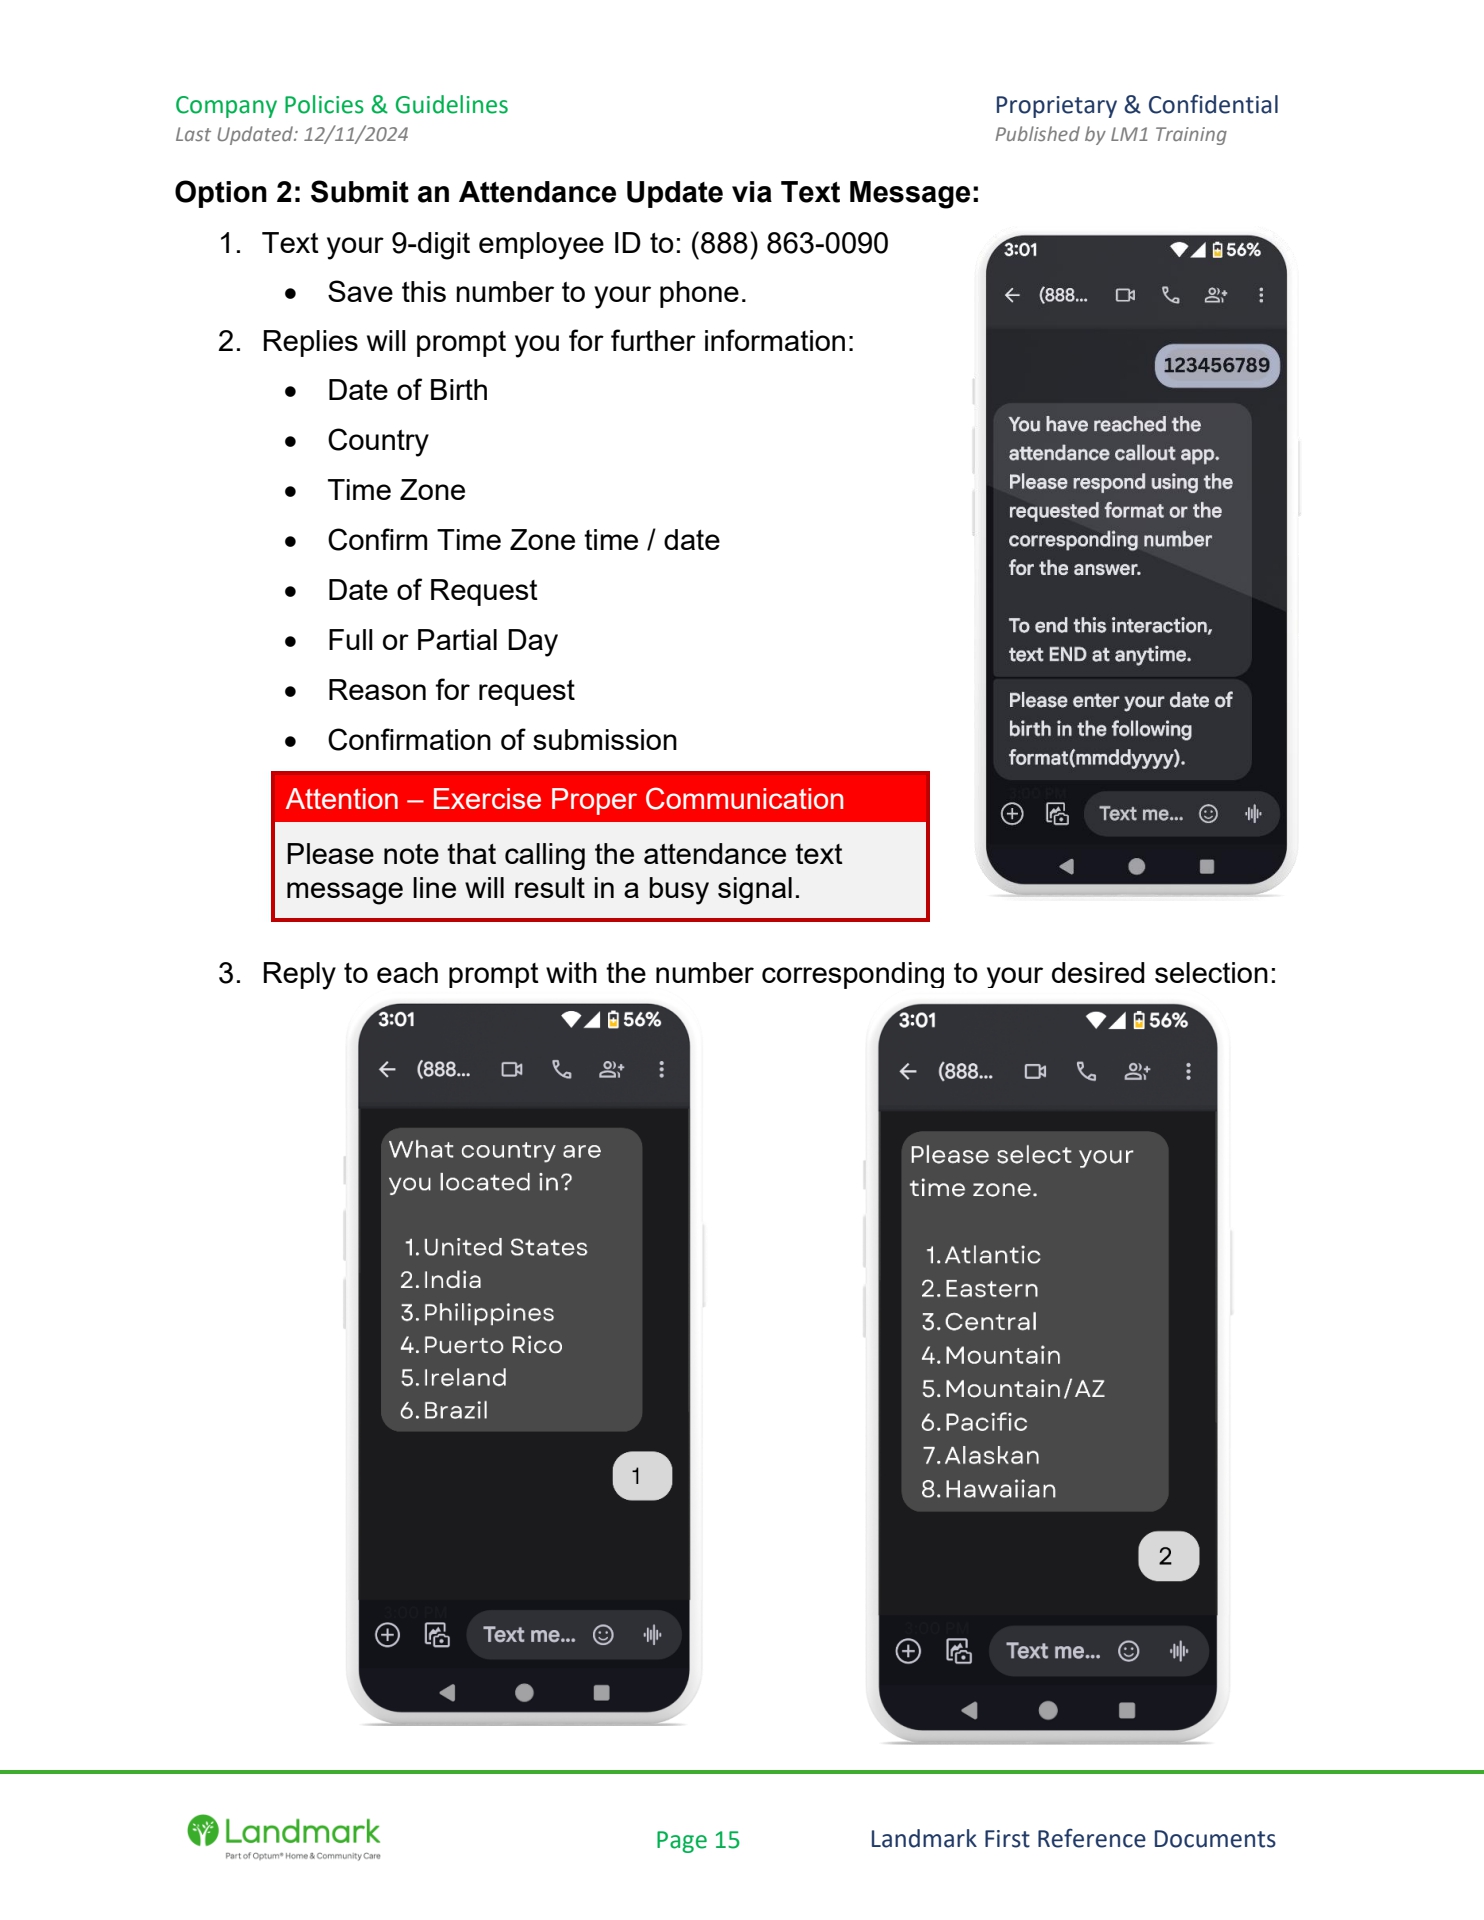 Company Policies & Guidelines
Proprietary & Confidential
Last Updated: 12/11/2024
Published by LM1 Training
Option 2: Submit an Attendance Update via Text Message:
1. Text your 9-digit employee ID to: (888) 863-0090
• Save this number to your phone.
2. Replies will prompt you for further information:
• Date of Birth
• Country
• Time Zone
• Confirm Time Zone time / date
• Date of Request
• Full or Partial Day
• Reason for request
• Confirmation of submission
Attention – Exercise Proper Communication
Please note that calling the attendance text
message line will result in a busy signal.
3:01
56%
(888...
123456789
You have reached the
attendance callout app.
Please respond using the
requested format or the
corresponding number
for the answer.
To end this interaction,
text END at anytime.
Please enter your date of
birth in the following
format(mmddyyyy).
3:00 PM
Text me...
3. Reply to each prompt with the number corresponding to your desired selection:
3:01
56%
(888...
What country are
you located in?
1. United States
2. India
3. Philippines
4. Puerto Rico
5. Ireland
6. Brazil
1
3:00 PM
Text me...
3:01
56%
(888...
Please select your
time zone.
1. Atlantic
2. Eastern
3. Central
4. Mountain
5. Mountain/AZ
6. Pacific
7. Alaskan
8. Hawaiian
2
3:00 PM
Text me...
Landmark
Part of Optum® Home & Community Care
Page 15
Landmark First Reference Documents